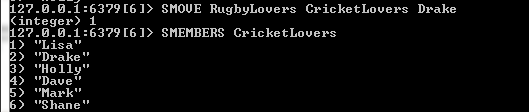 127.0.0.1:6379[6]> SMOVE RugbyLovers CricketLovers Drake
(integer) 1
127.0.0.1:6379[6]> SMEMBERS CricketLovers
1) "Lisa"
2) "Drake"
3) "Holly"
4) "Dave"
5) "Mark"
6) "Shane"